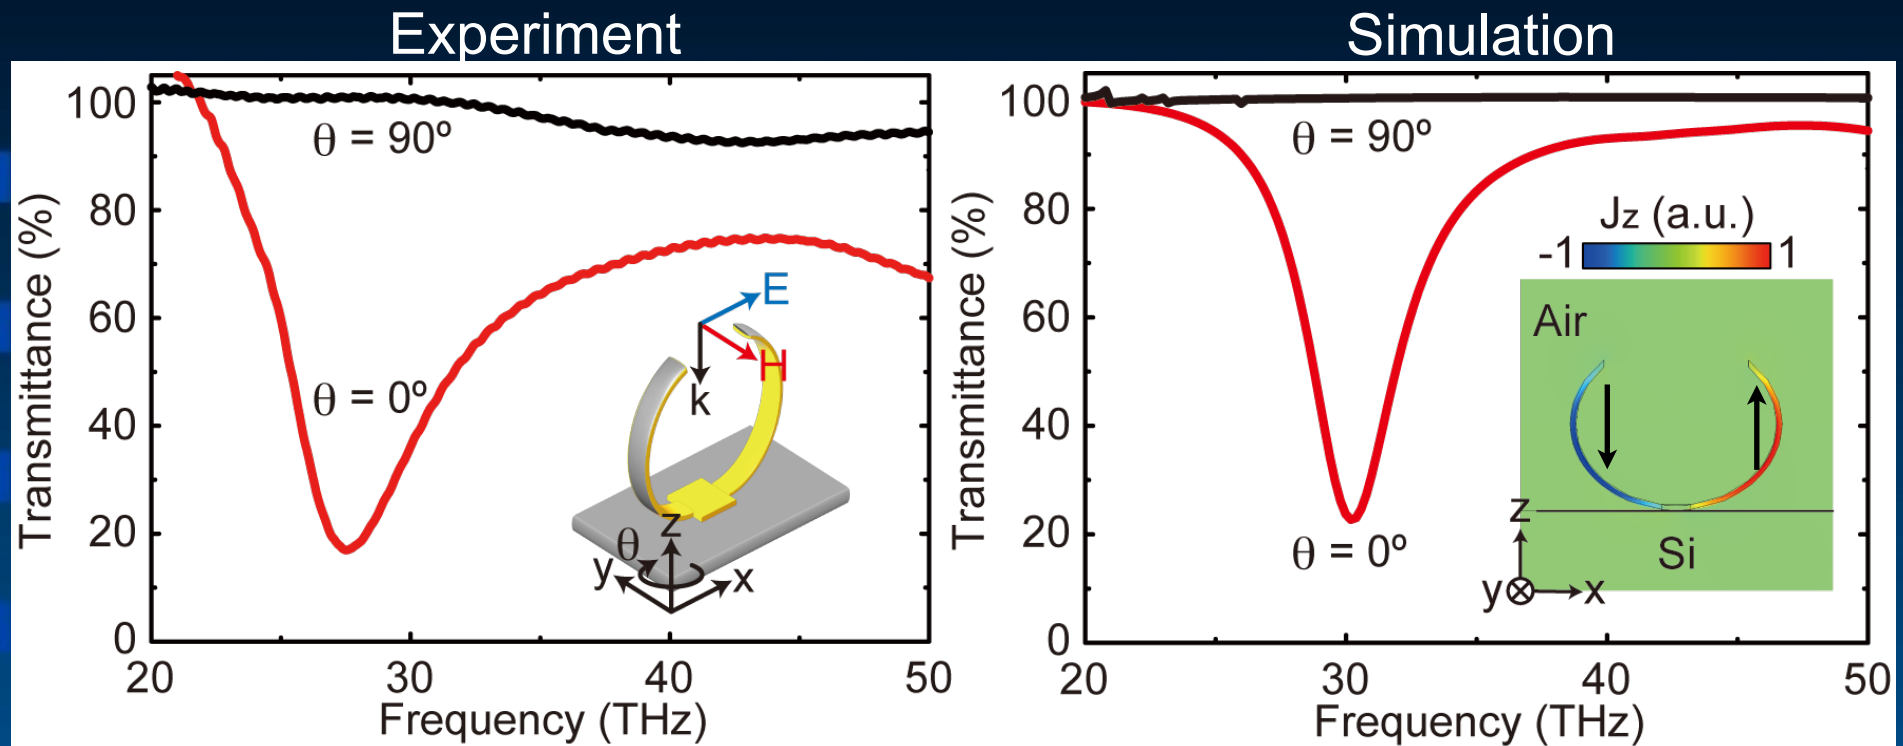 Experiment
Transmittance (%)
100
80
60
40
20
0
θ = 90º
θ = 0º
E
H
k
z
θ
y
x
20
30
40
50
Frequency (THz)
Simulation
Transmittance (%)
100
80
60
40
20
0
θ = 90º
Jz (a.u.)
-1
1
Air
θ = 0º
Si
z
y
x
20
30
40
50
Frequency (THz)